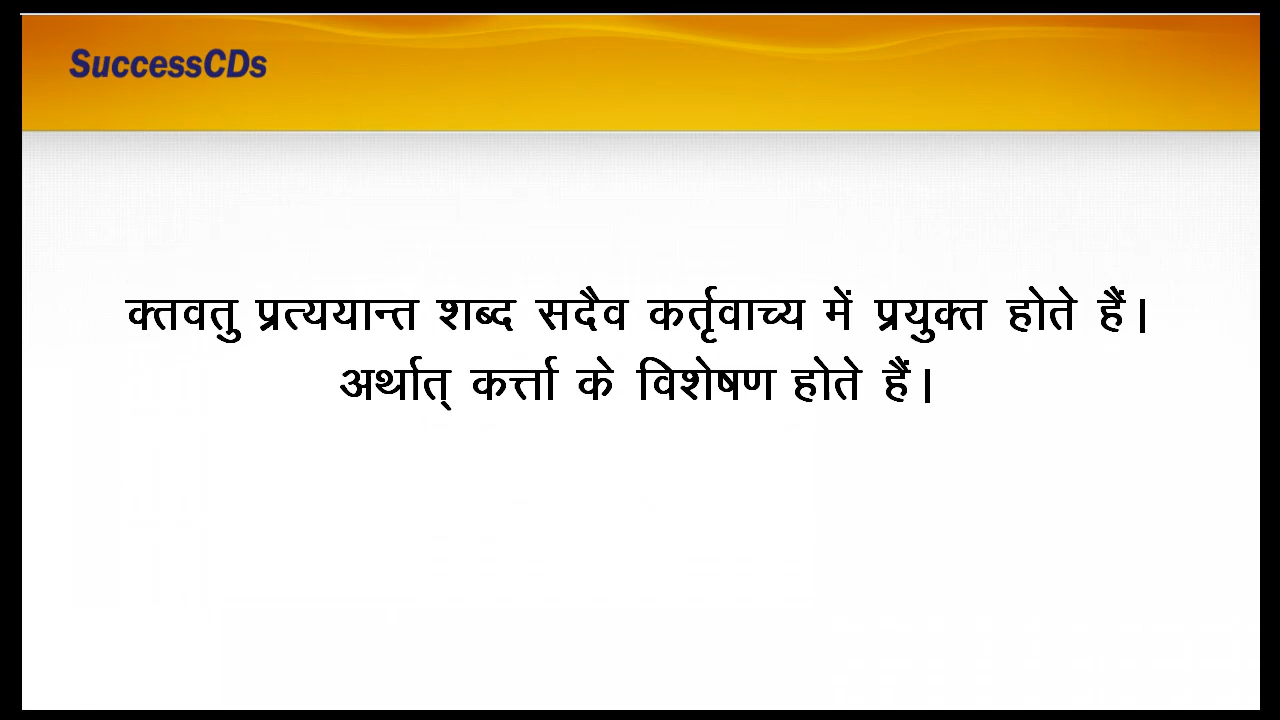 SuccessCDs
क्तवतु प्रत्ययान्त शब्द सदैव कर्तृवाच्य में प्रयुक्त होते हैं।
अर्थात् कर्त्ता के विशेषण होते हैं।